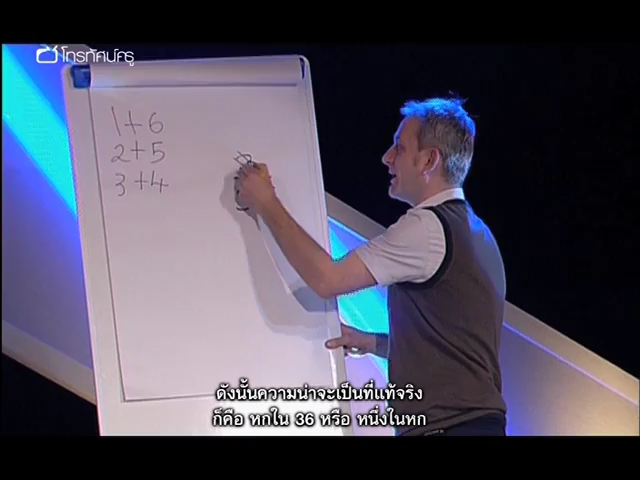 โทรทัศน์ครู
1+6
2+5
3+4
ดังนั้นความน่าจะเป็นที่แท้จริง
ก็คือ หกใน 36 หรือ หนึ่งในหก